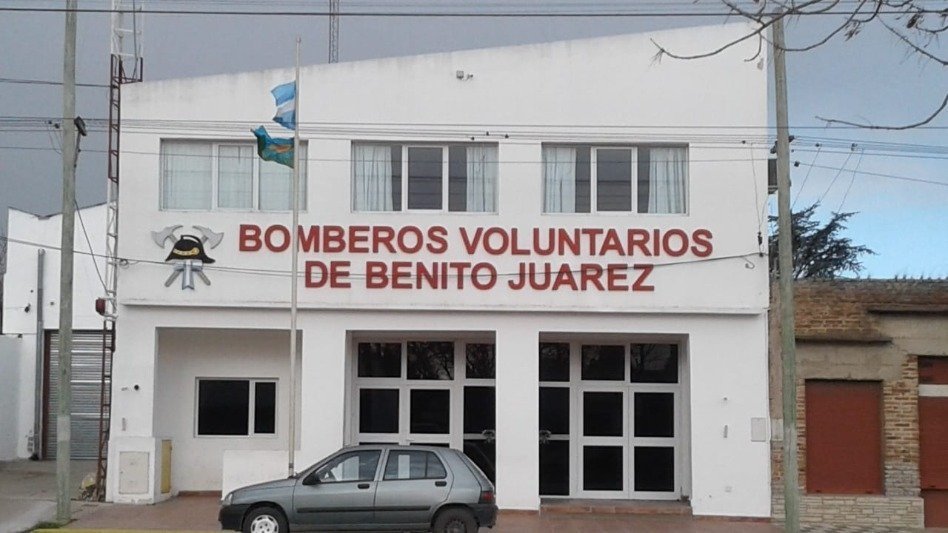 BOMBEROS VOLUNTARIOS
DE BENITO JUAREZ